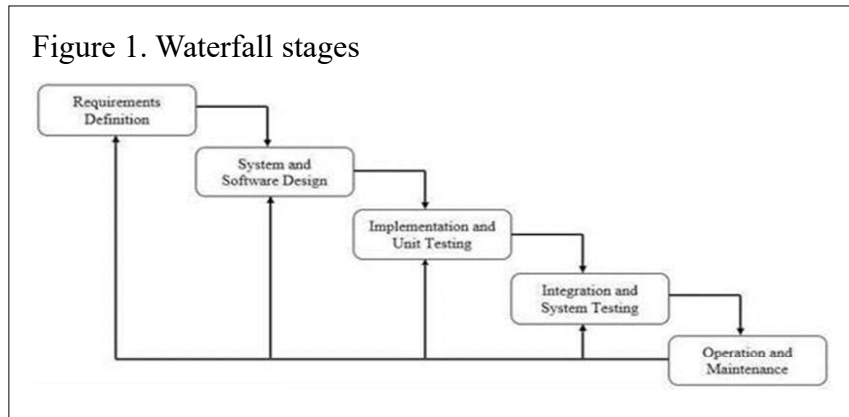 Figure 1. Waterfall stages
Requirements
Definition
System and
Software Design
Implementation and
Unit Testing
Integration and
System Testing
Operation and
Maintenance